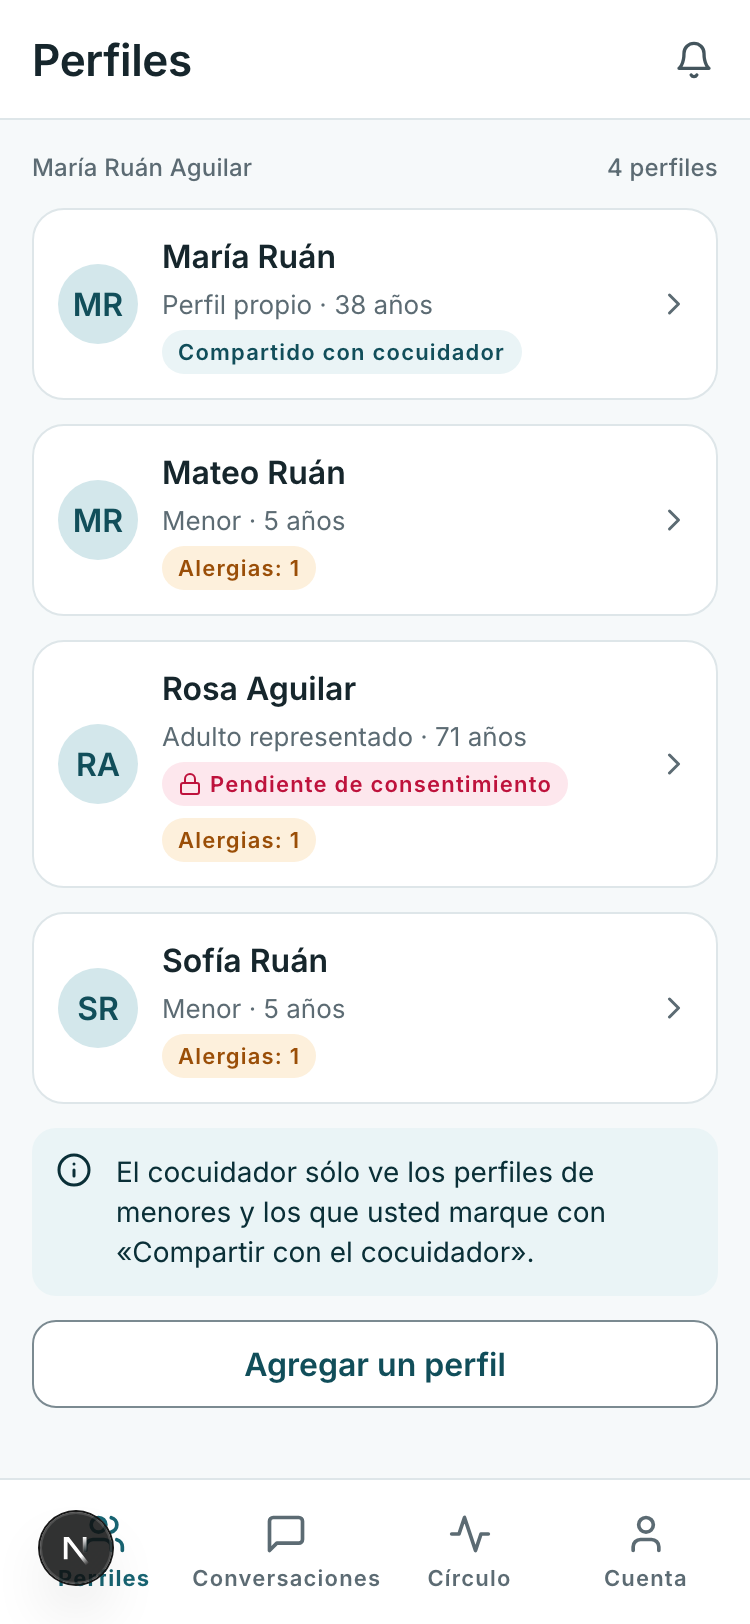 Perfiles
María Ruán Aguilar
4 perfiles
María Ruán
MR
Perfil propio · 38 años
Compartido con cocuidador
Mateo Ruán
MR
Menor · 5 años
Alergias: 1
Rosa Aguilar
RA
Adulto representado · 71 años
Pendiente de consentimiento
Alergias: 1
Sofía Ruán
SR
Menor · 5 años
Alergias: 1
El cocuidador sólo ve los perfiles de
menores y los que usted marque con
«Compartir con el cocuidador».
Agregar un perfil
N
Perfiles
Conversaciones
Círculo
Cuenta